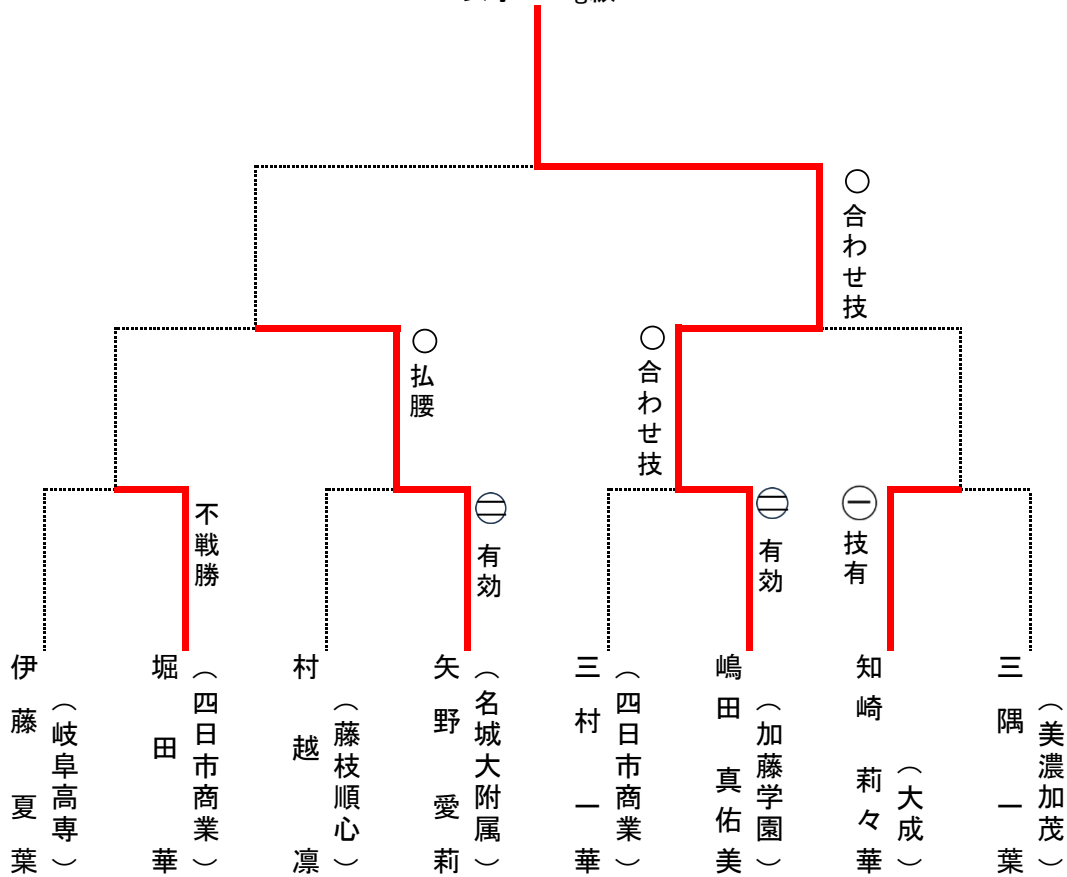 ○合わせ技
○払腰
○合わせ技
不戦勝
有効
有効
技有
伊藤夏葉
（岐阜高専）
堀田華
（四日市商業）
村越凛
（藤枝順心）
矢野愛莉
（名城大附属）
三村一華
（四日市商業）
嶋田真佑美
（加藤学園）
知崎莉々華
（大成）
三隅一葉
（美濃加茂）